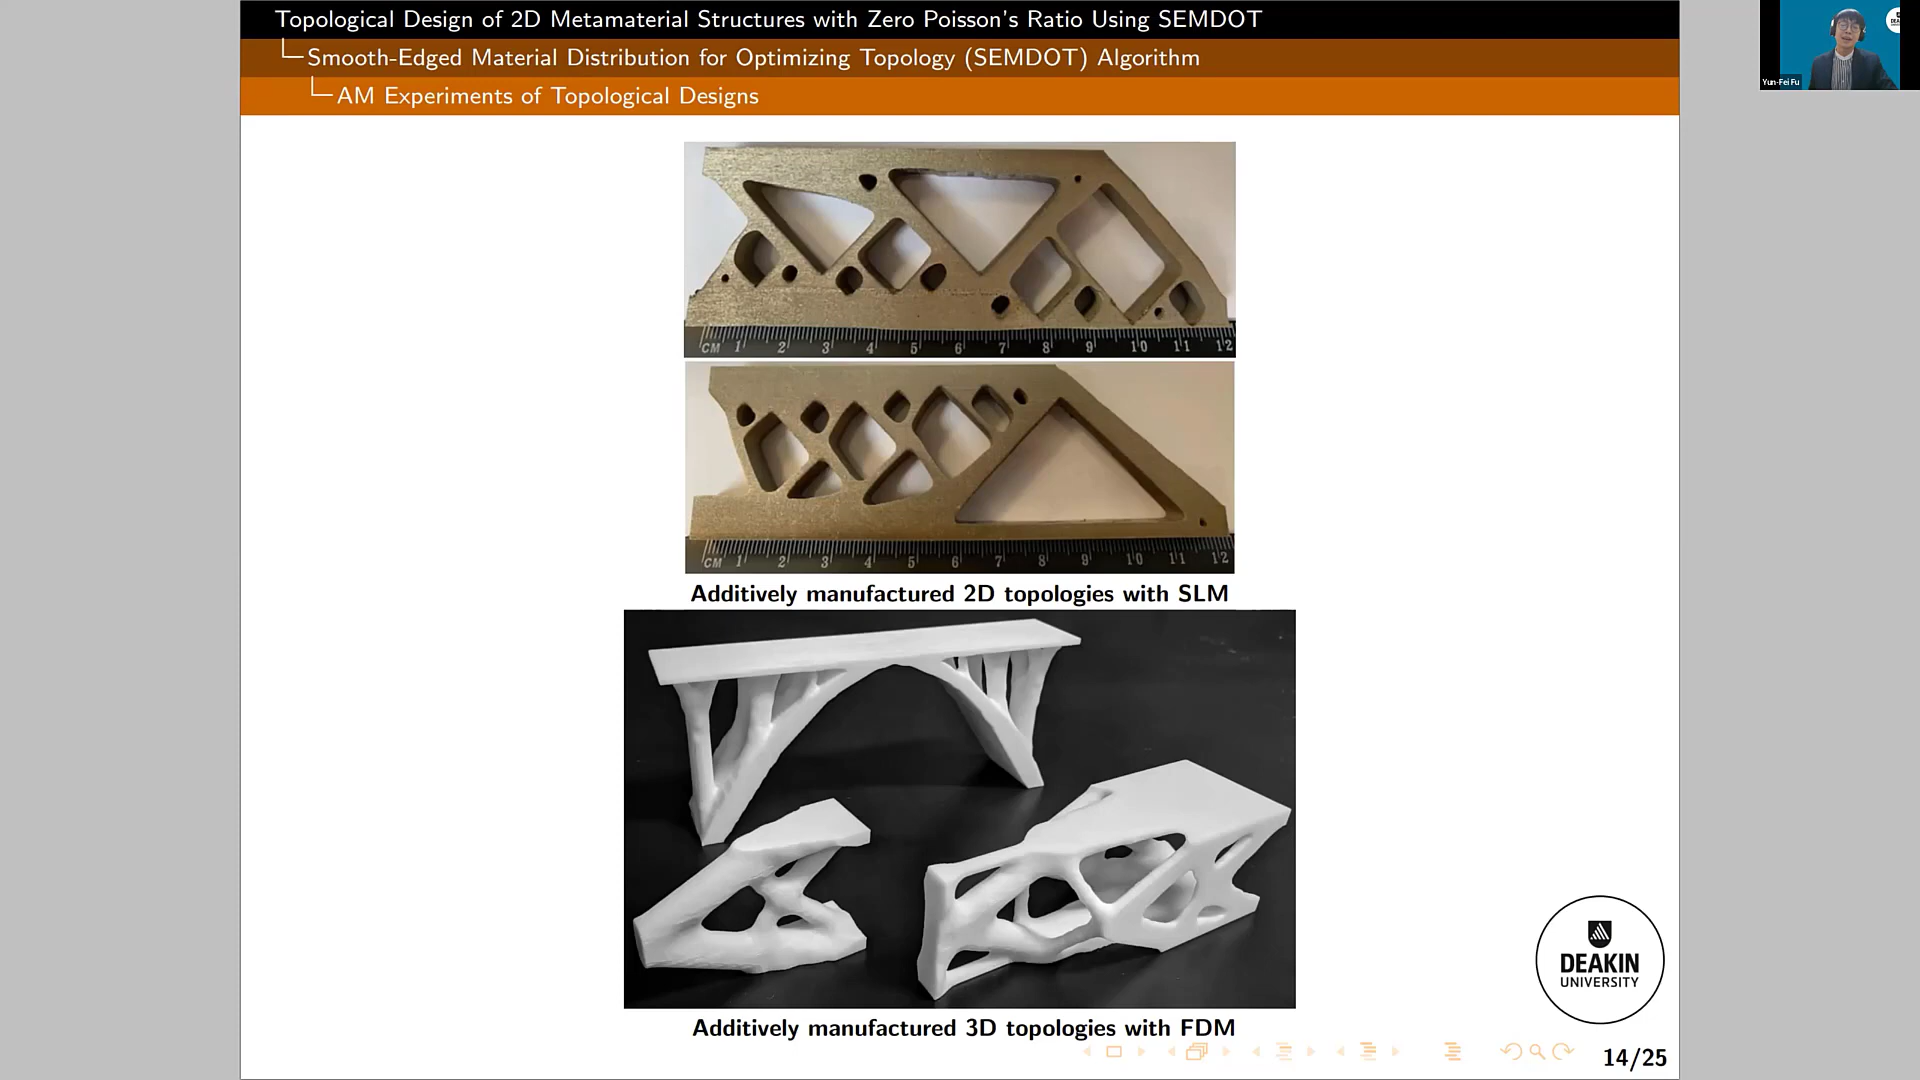 Topological Design of 2D Metamaterial Structures with Zero Poisson's Ratio Using SEMDOT
Smooth-Edged Material Distribution for Optimizing Topology (SEMDOT) Algorithm
AM Experiments of Topological Designs
Yun-Fei Fu
CM 1 2 3 4 5 6 7 8 9 10 11 12
CM 1 2 3 4 5 6 7 8 9 10 11 12
Additively manufactured 2D topologies with SLM
Additively manufactured 3D topologies with FDM
DEAKIN
UNIVERSITY
14/25